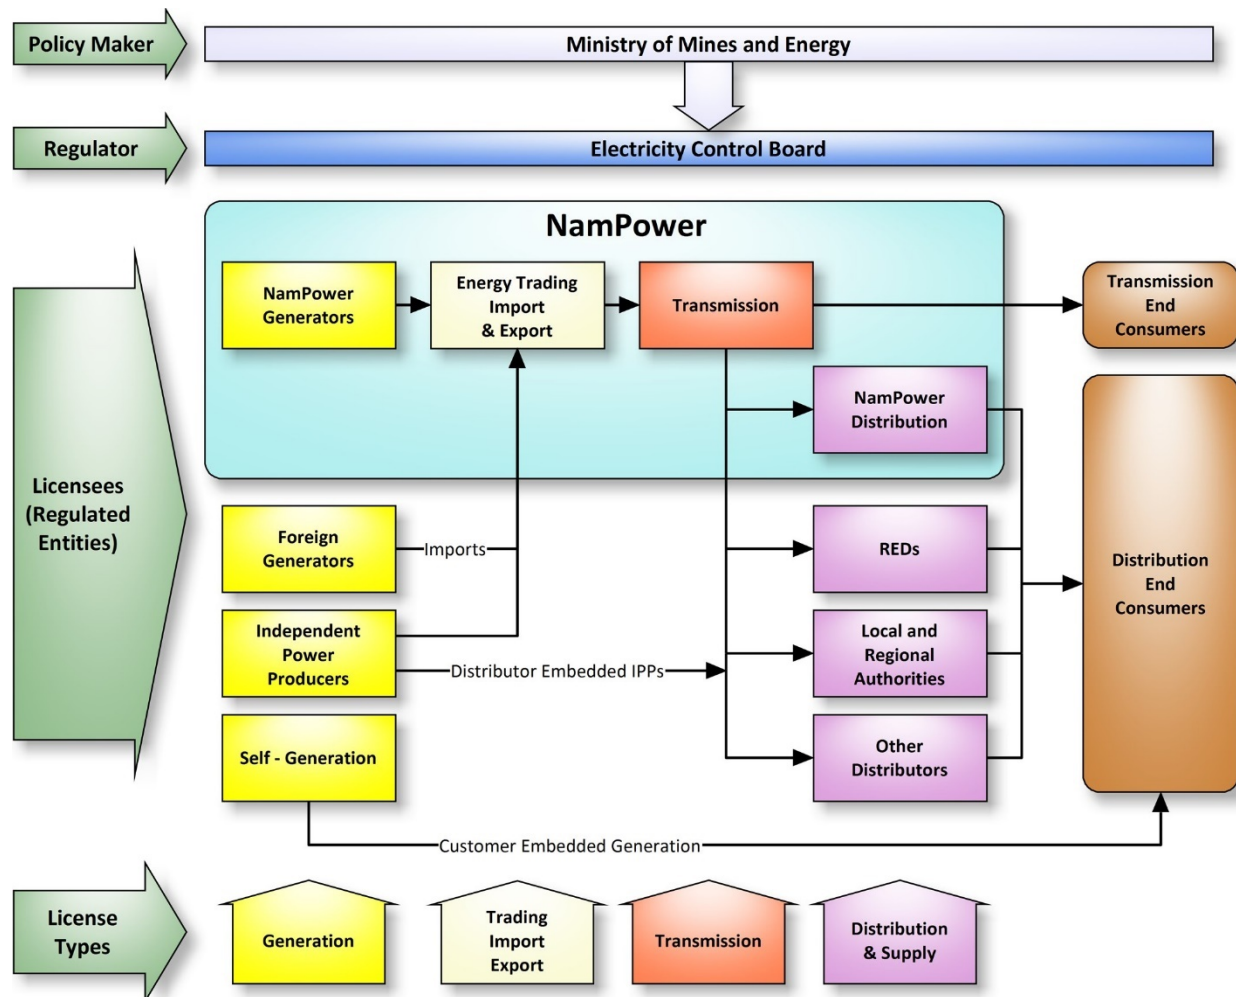 Policy Maker
Ministry of Mines and Energy
Regulator
Electricity Control Board
NamPower
NamPower
Generators
Energy Trading
Import
& Export
Transmission
Transmission
End
Consumers
NamPower
Distribution
Licensees
(Regulated
Entities)
Foreign
Generators
Imports
REDs
Distribution
End
Consumers
Independent
Power
Producers
Distributor Embedded IPPs
Local and
Regional
Authorities
Self - Generation
Other
Distributors
Customer Embedded Generation
License
Types
Generation
Trading
Import
Export
Transmission
Distribution
& Supply